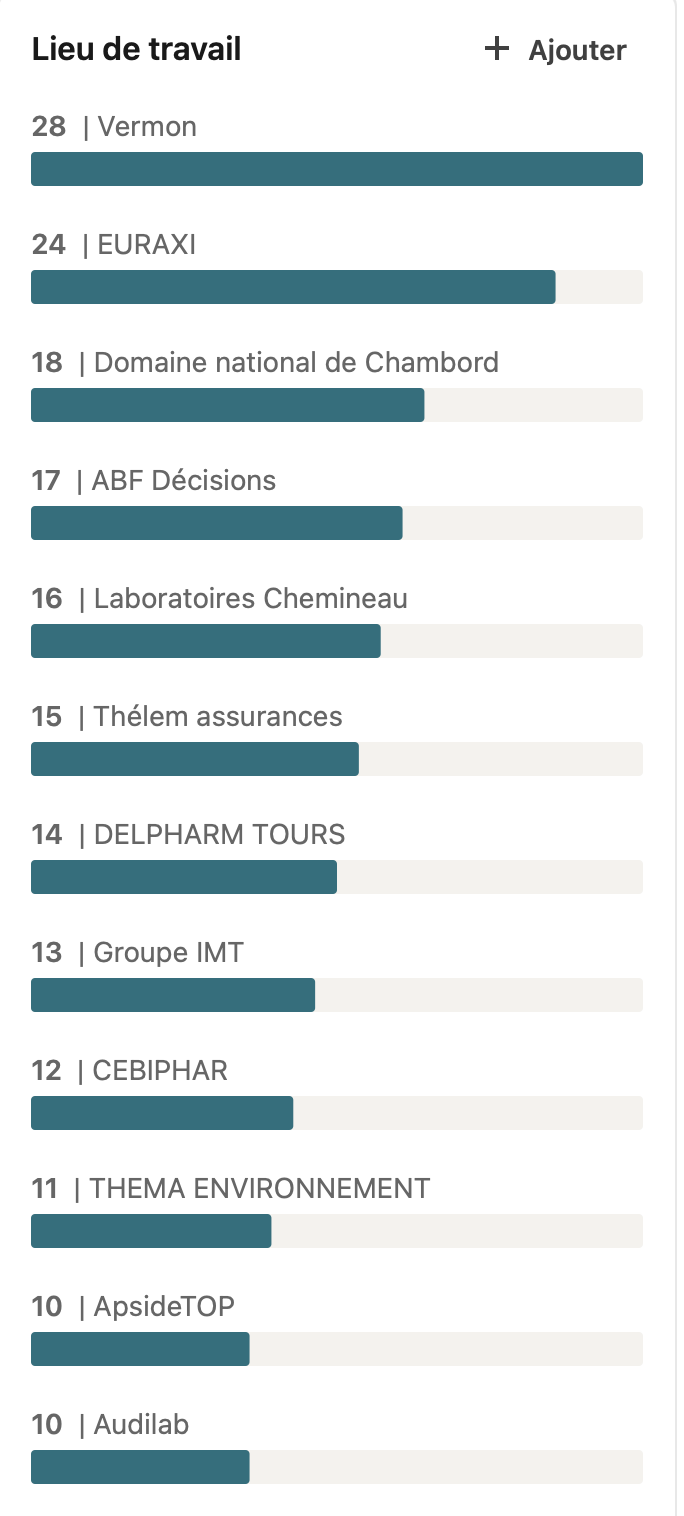 Lieu de travail + Ajouter
28 | Vermon
24 | EURAXI
18 | Domaine national de Chambord
17 | ABF Décisions
16 | Laboratoires Chemineau
15 | Thélem assurances
14 | DELPHARM TOURS
13 | Groupe IMT
12 | CEBIPHAR
11 | THEMA ENVIRONNEMENT
10 | ApsideTOP
10 | Audilab